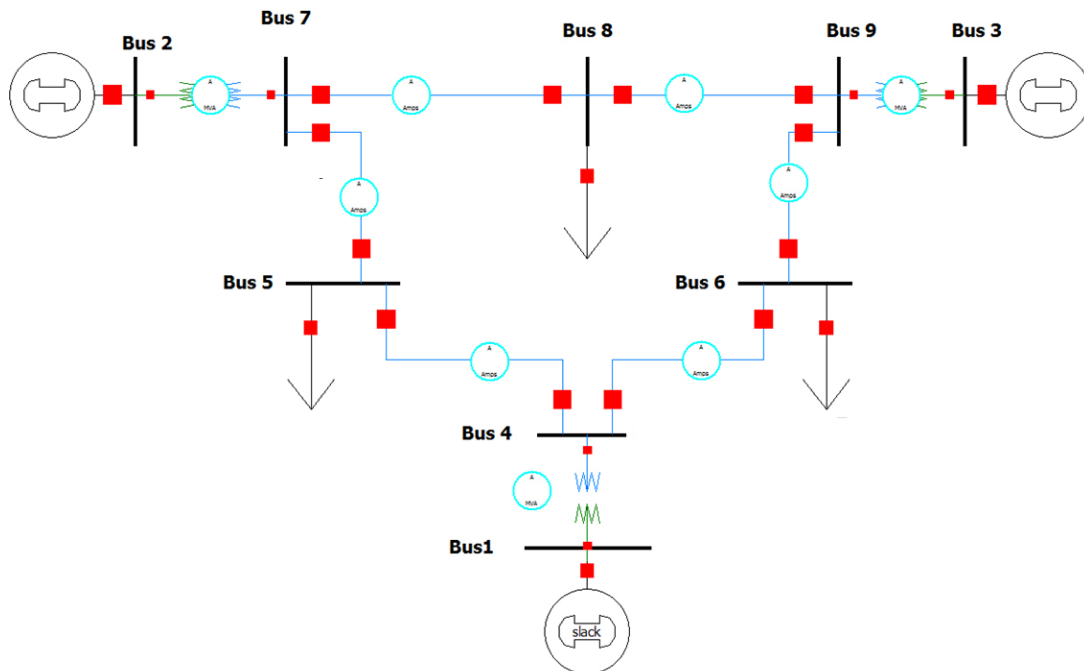 Bus 7
Bus 8
Bus 9
Bus 3
Bus 2
A
MVA
A
Amps
A
Amps
A
MVA
A
Amps
A
Amps
Bus 5
Bus 6
A
Amps
A
Amps
Bus 4
A
MVA
Bus1
slack